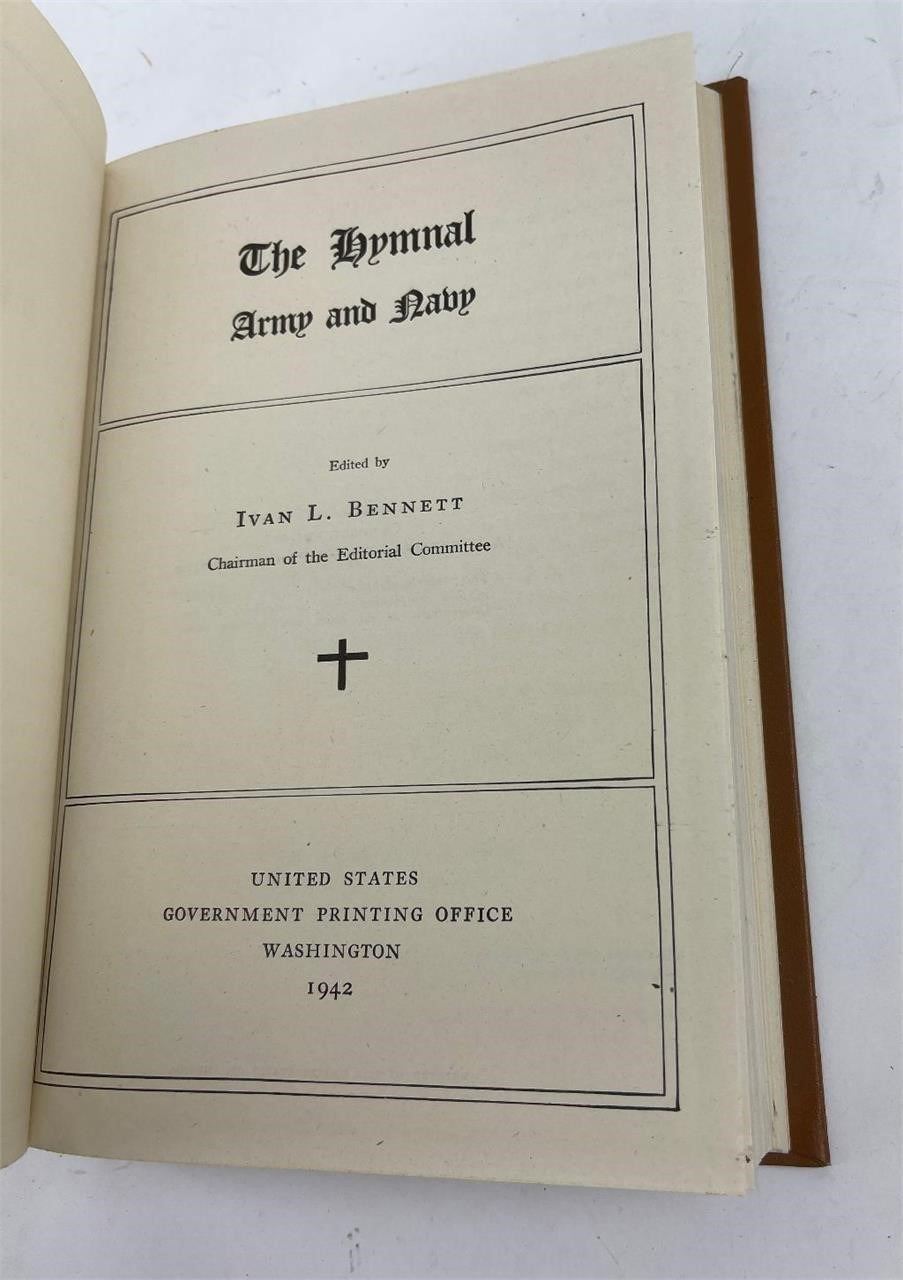 The Hymnal
Army and Navy
Edited by
IVAN L. BENNETT
Chairman of the Editorial Committee
UNITED STATES
GOVERNMENT PRINTING OFFICE
WASHINGTON
1942